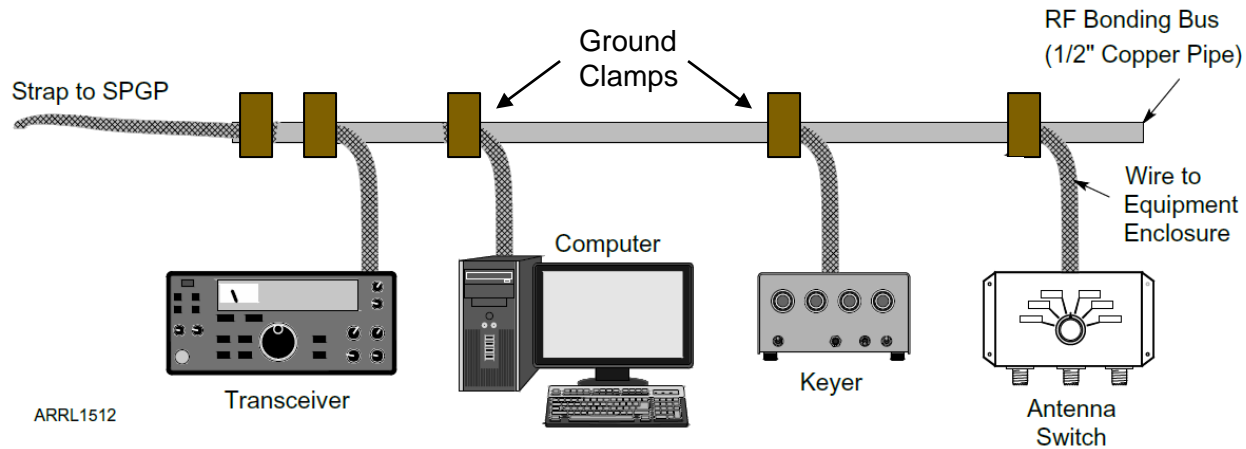 Ground
Clamps
RF Bonding Bus
(1/2" Copper Pipe)
Strap to SPGP
Wire to
Equipment
Enclosure
Computer
Transceiver
Keyer
Antenna
Switch
ARRL1512